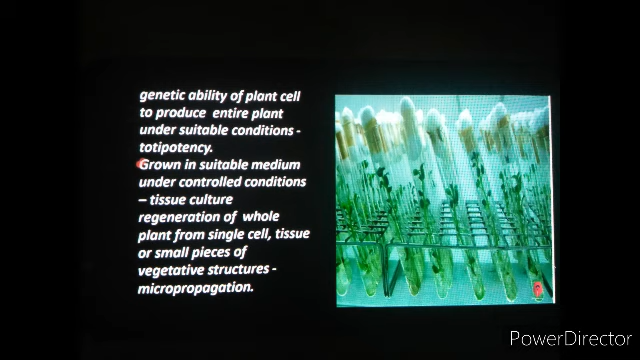 genetic ability of plant cell
to produce entire plant
under suitable conditions -
totipotency.
Grown in suitable medium
under controlled conditions
– tissue culture
regeneration of whole
plant from single cell, tissue
or small pieces of
vegetative structures -
micropropagation.
PowerDirector